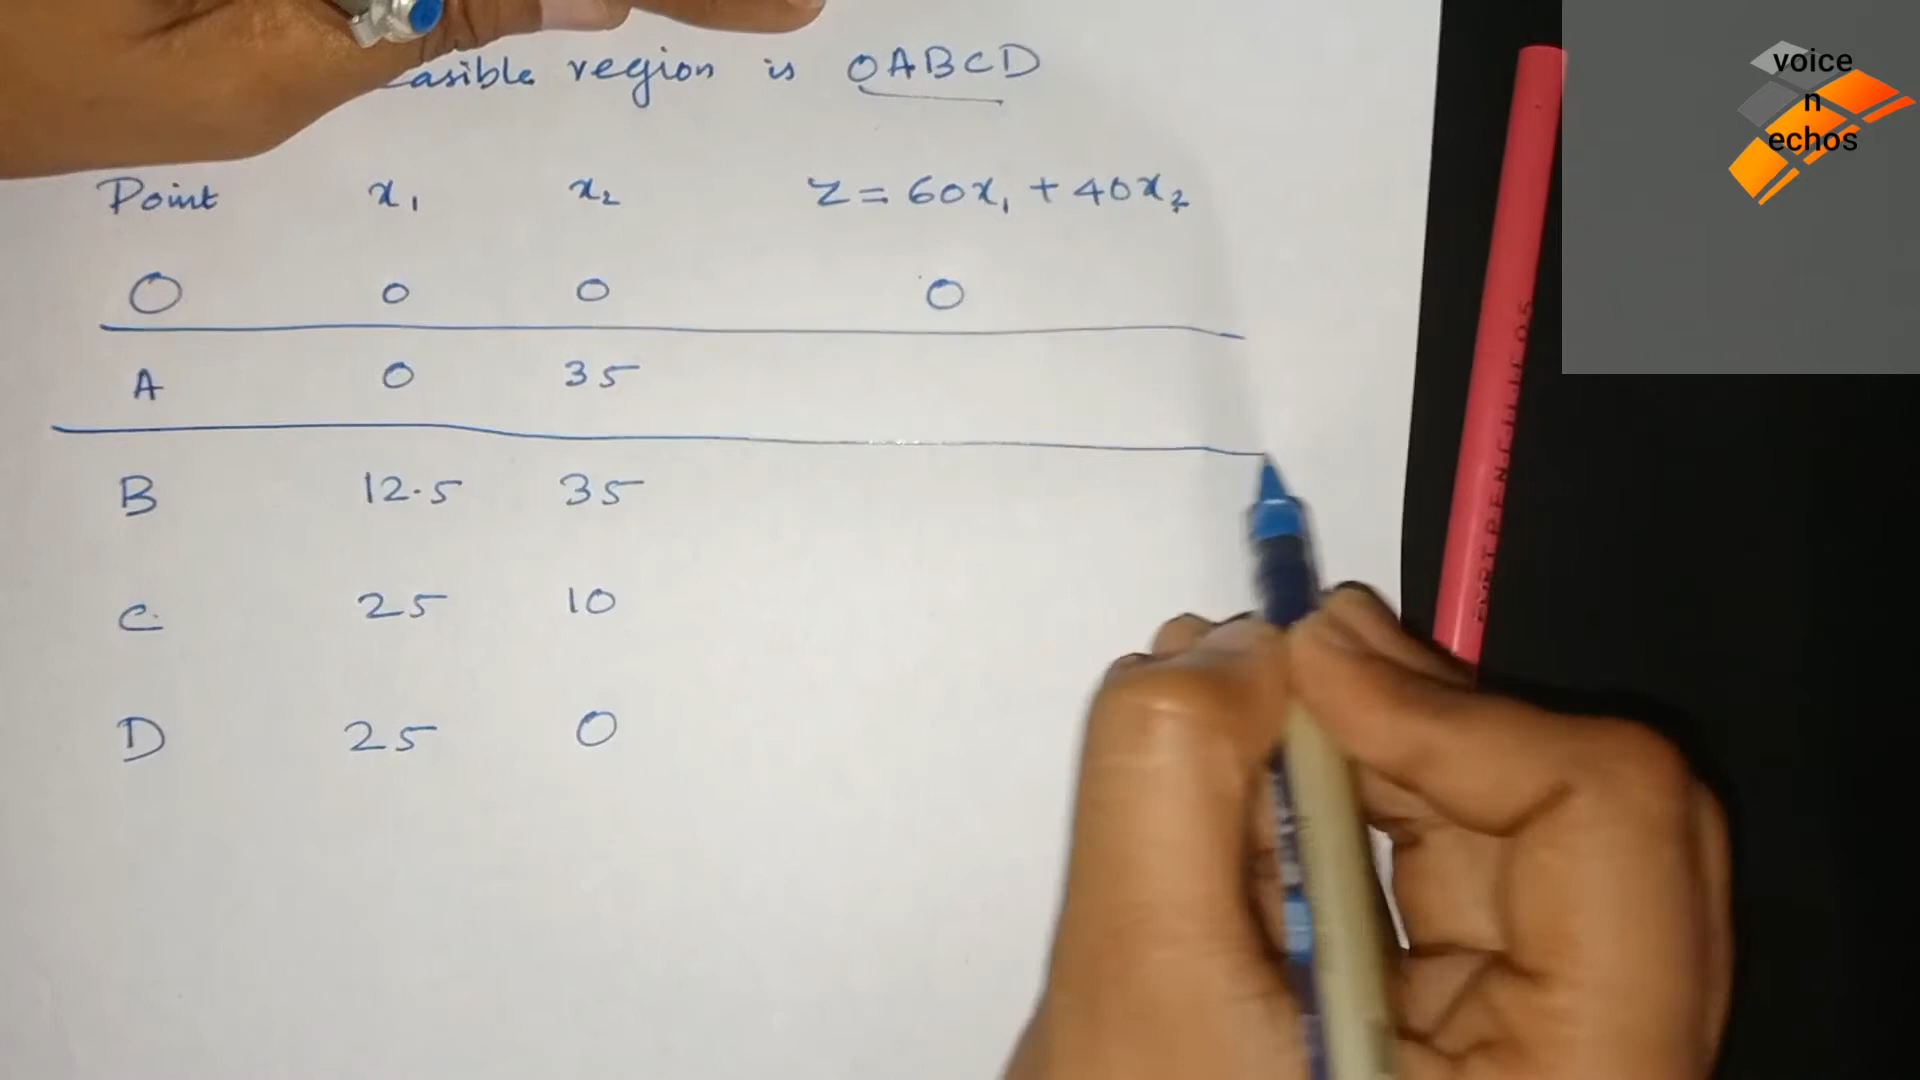 easible region is OABCD
Point x₁ x₂ Z = 60x₁ + 40x₂
O 0 0 0
A 0 35
B 12.5 35
C 25 10
D 25 0
voice
n
echos